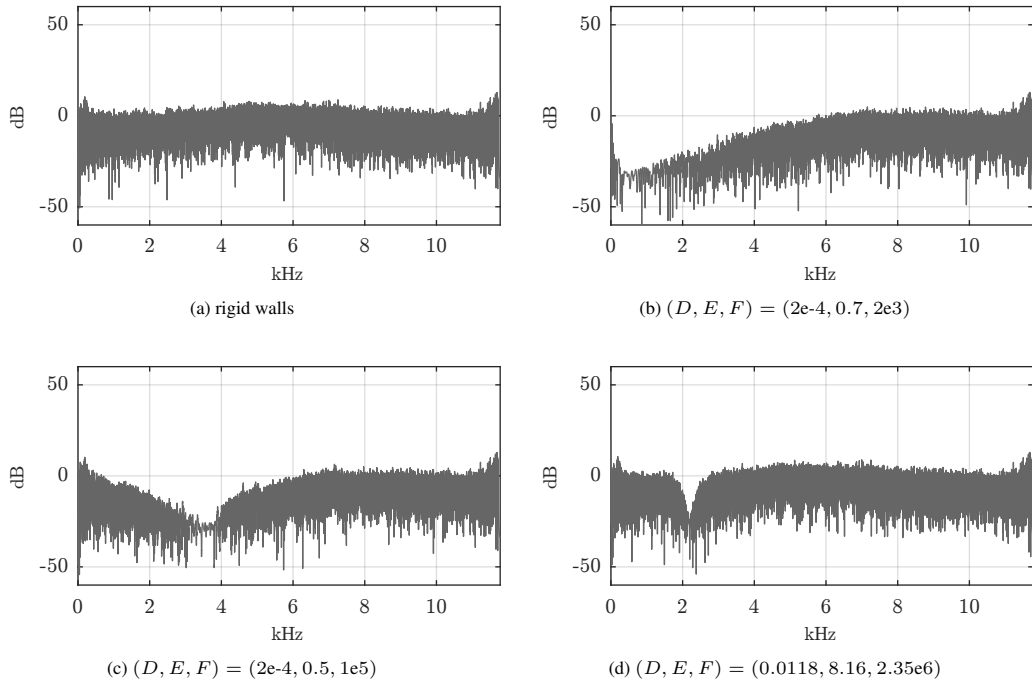 50
0
-50
dB
0 2 4 6 8 10
kHz
(a) rigid walls
50
0
-50
dB
0 2 4 6 8 10
kHz
(b) (D, E, F) = (2e-4, 0.7, 2e3)
50
0
-50
dB
0 2 4 6 8 10
kHz
(c) (D, E, F) = (2e-4, 0.5, 1e5)
50
0
-50
dB
0 2 4 6 8 10
kHz
(d) (D, E, F) = (0.0118, 8.16, 2.35e6)